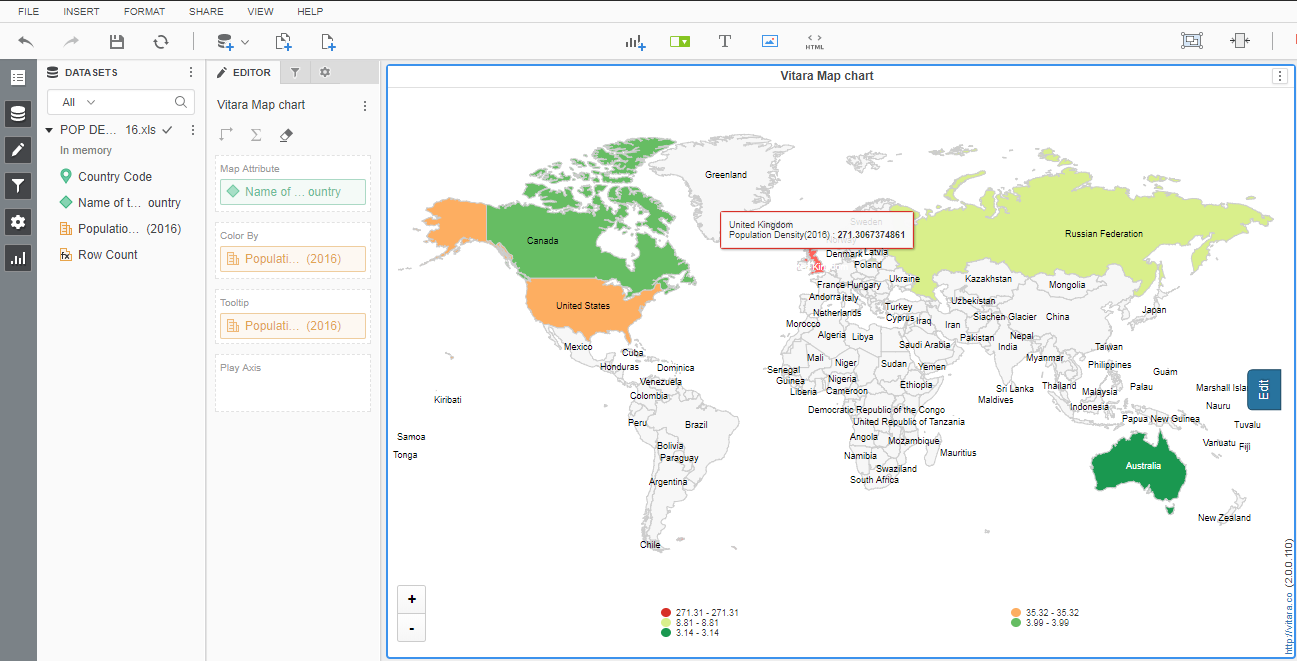 FILE INSERT FORMAT SHARE VIEW HELP
HTML
DATASETS
All
POP DE... 16.xls
In memory
Country Code
Name of t... ountry
Populatio... (2016)
Row Count
EDITOR
Vitara Map chart
Map Attribute
Name of ... ountry
Color By
Populati... (2016)
Tooltip
Populati... (2016)
Play Axis
Vitara Map chart
Greenland
Canada
United States
Mexico
Cuba
Honduras
Dominica
Venezuela
Colombia
Kiribati
Peru
Brazil
Samoa
Tonga
Bolivia
Paraguay
Argentina
Chile
United Kingdom
Population Density(2016) : 271.3067374861
Sweden
Norway
Denmark
Latvia
Poland
Russian Federation
Ukraine
Kazakhstan
Mongolia
France
Hungary
Andorra
Italy
Uzbekistan
Netherlands
Turkey
Cyprus
Iraq
Siachen Glacier
China
Japan
Morocco
Iran
Algeria
Libya
Pakistan
Nepal
Saudi Arabia
India
Taiwan
Mali
Niger
Sudan
Yemen
Myanmar
Philippines
Senegal
Guinea
Nigeria
Ethiopia
Guam
Liberia
Cameroon
Sri Lanka
Thailand
Malaysia
Palau
Marshall Isla
Maldives
Indonesia
Nauru
Democratic Republic of the Congo
United Republic of Tanzania
Papua New Guinea
Tuvalu
Angola
Mozambique
Vanuatu
Fiji
Namibia
Mauritius
Swaziland
South Africa
Australia
New Zealand
Edit
+
-
271.31 - 271.31
8.81 - 8.81
3.14 - 3.14
35.32 - 35.32
3.99 - 3.99
http://vitara.co (2.0.0.110)